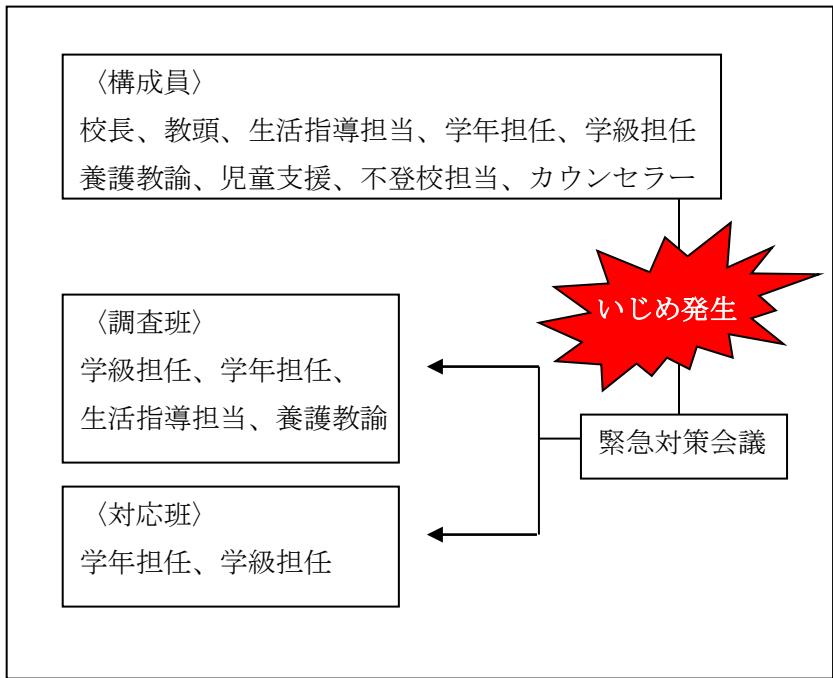 〈構成員〉
校長、教頭、生活指導担当、学年担任、学級担任
養護教諭、児童支援、不登校担当、カウンセラー
いじめ発生
〈調査班〉
学級担任、学年担任、
生活指導担当、養護教諭
緊急対策会議
〈対応班〉
学年担任、学級担任